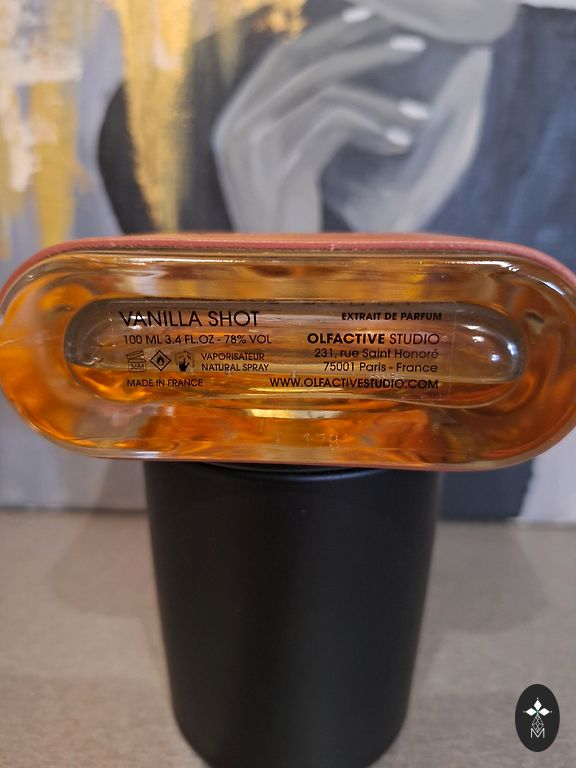 VANILLA SHOT
100 ML 3.4 FL.OZ - 78% VOL
36M
VAPORISATEUR
NATURAL SPRAY
MADE IN FRANCE
EXTRAIT DE PARFUM
OLFACTIVE STUDIO
231, rue Saint Honoré
75001 Paris - France
WWW.OLFACTIVESTUDIO.COM
M